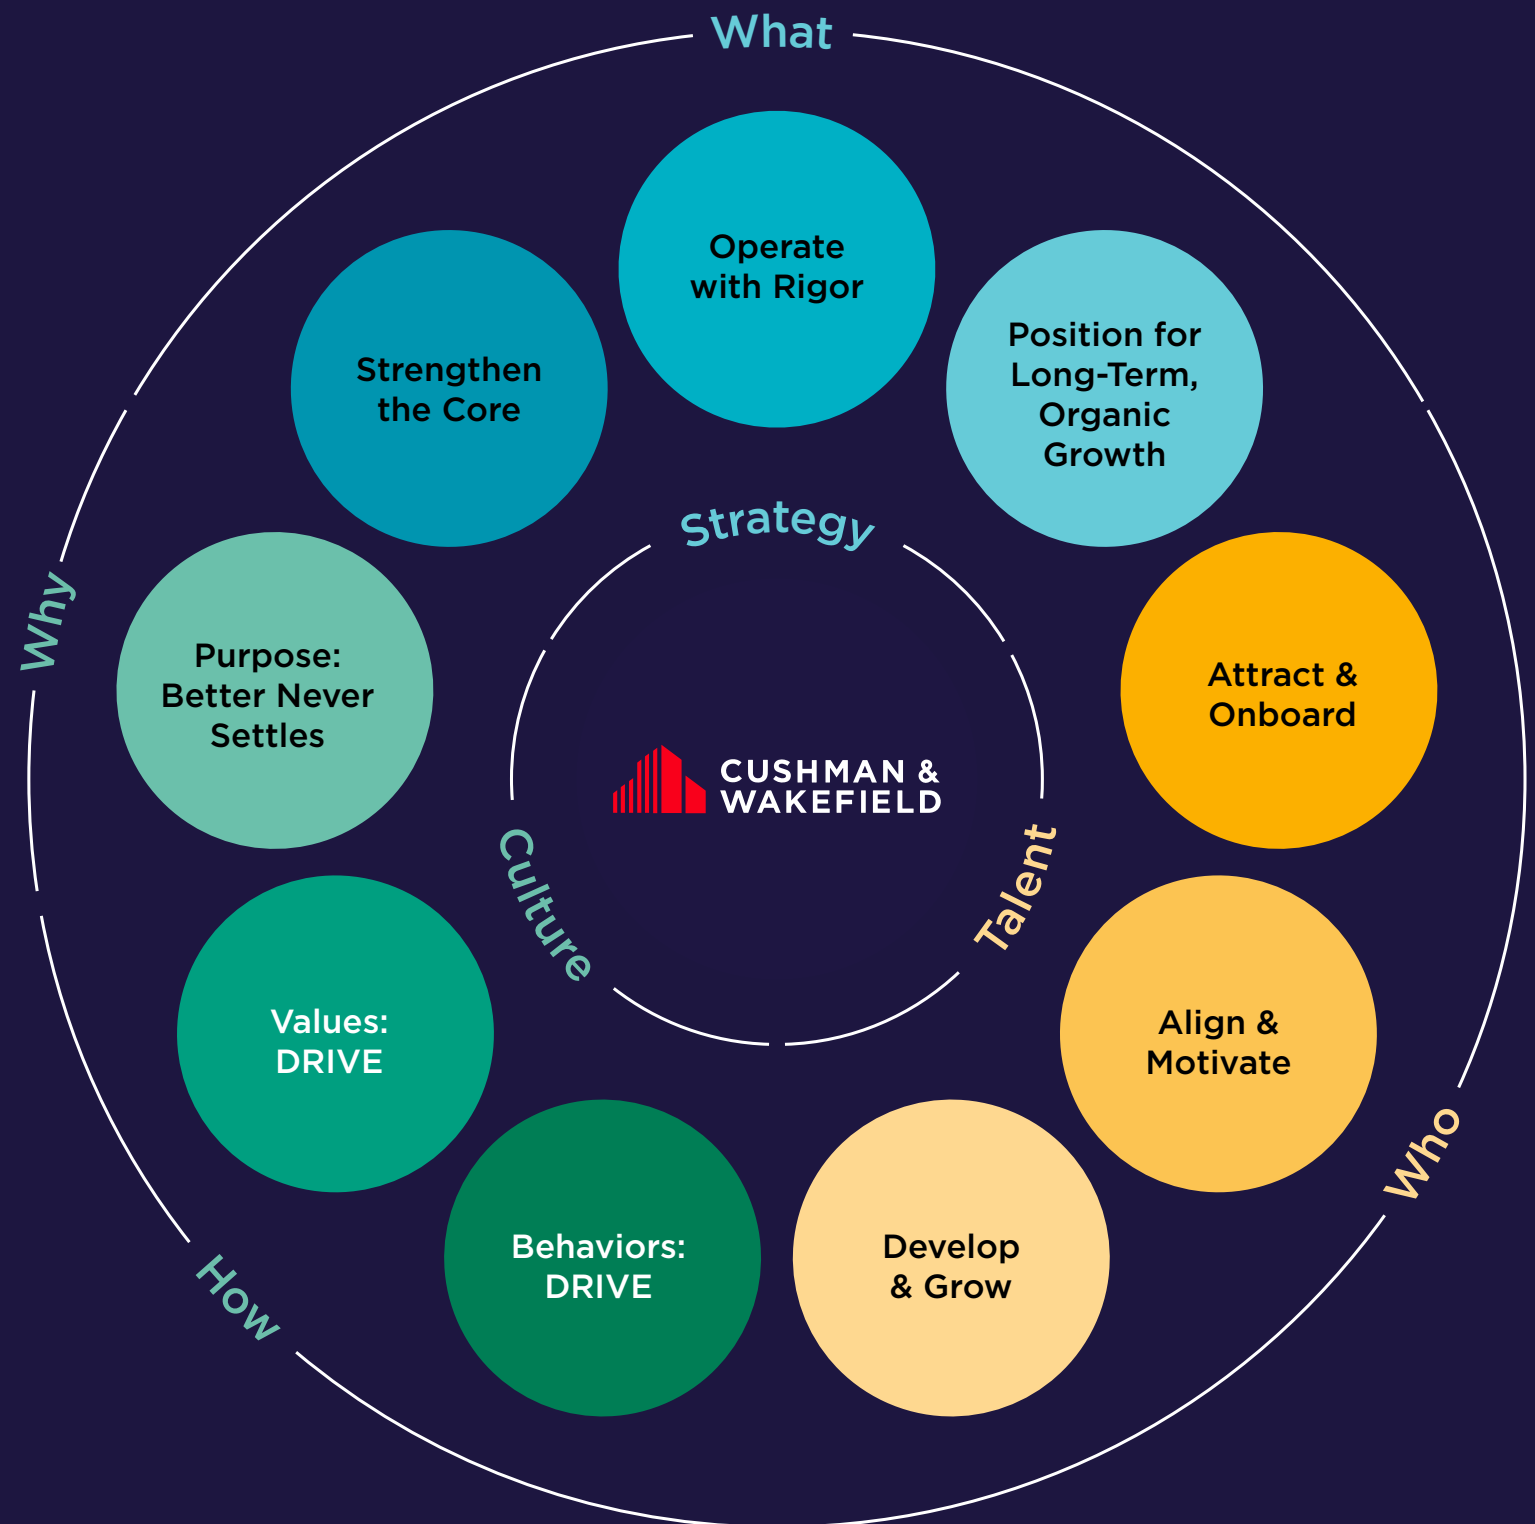 What
Operate
with Rigor
Strengthen
the Core
Position for
Long-Term,
Organic
Growth
Strategy
Why
Purpose:
Better Never
Settles
Attract &
Onboard
CUSHMAN &
WAKEFIELD
Culture
Talent
Values:
DRIVE
Align &
Motivate
Who
How
Behaviors:
DRIVE
Develop
& Grow